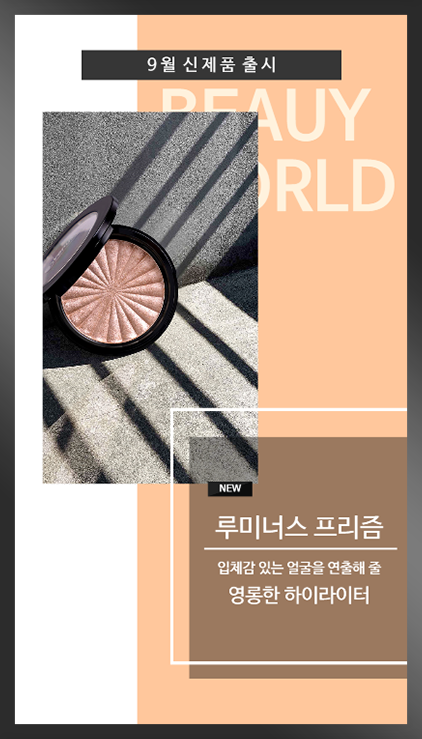 9월 신제품 출시
BEAUY
WORLD
NEW
루미너스 프리즘
입체감 있는 얼굴을 연출해 줄
영롱한 하이라이터